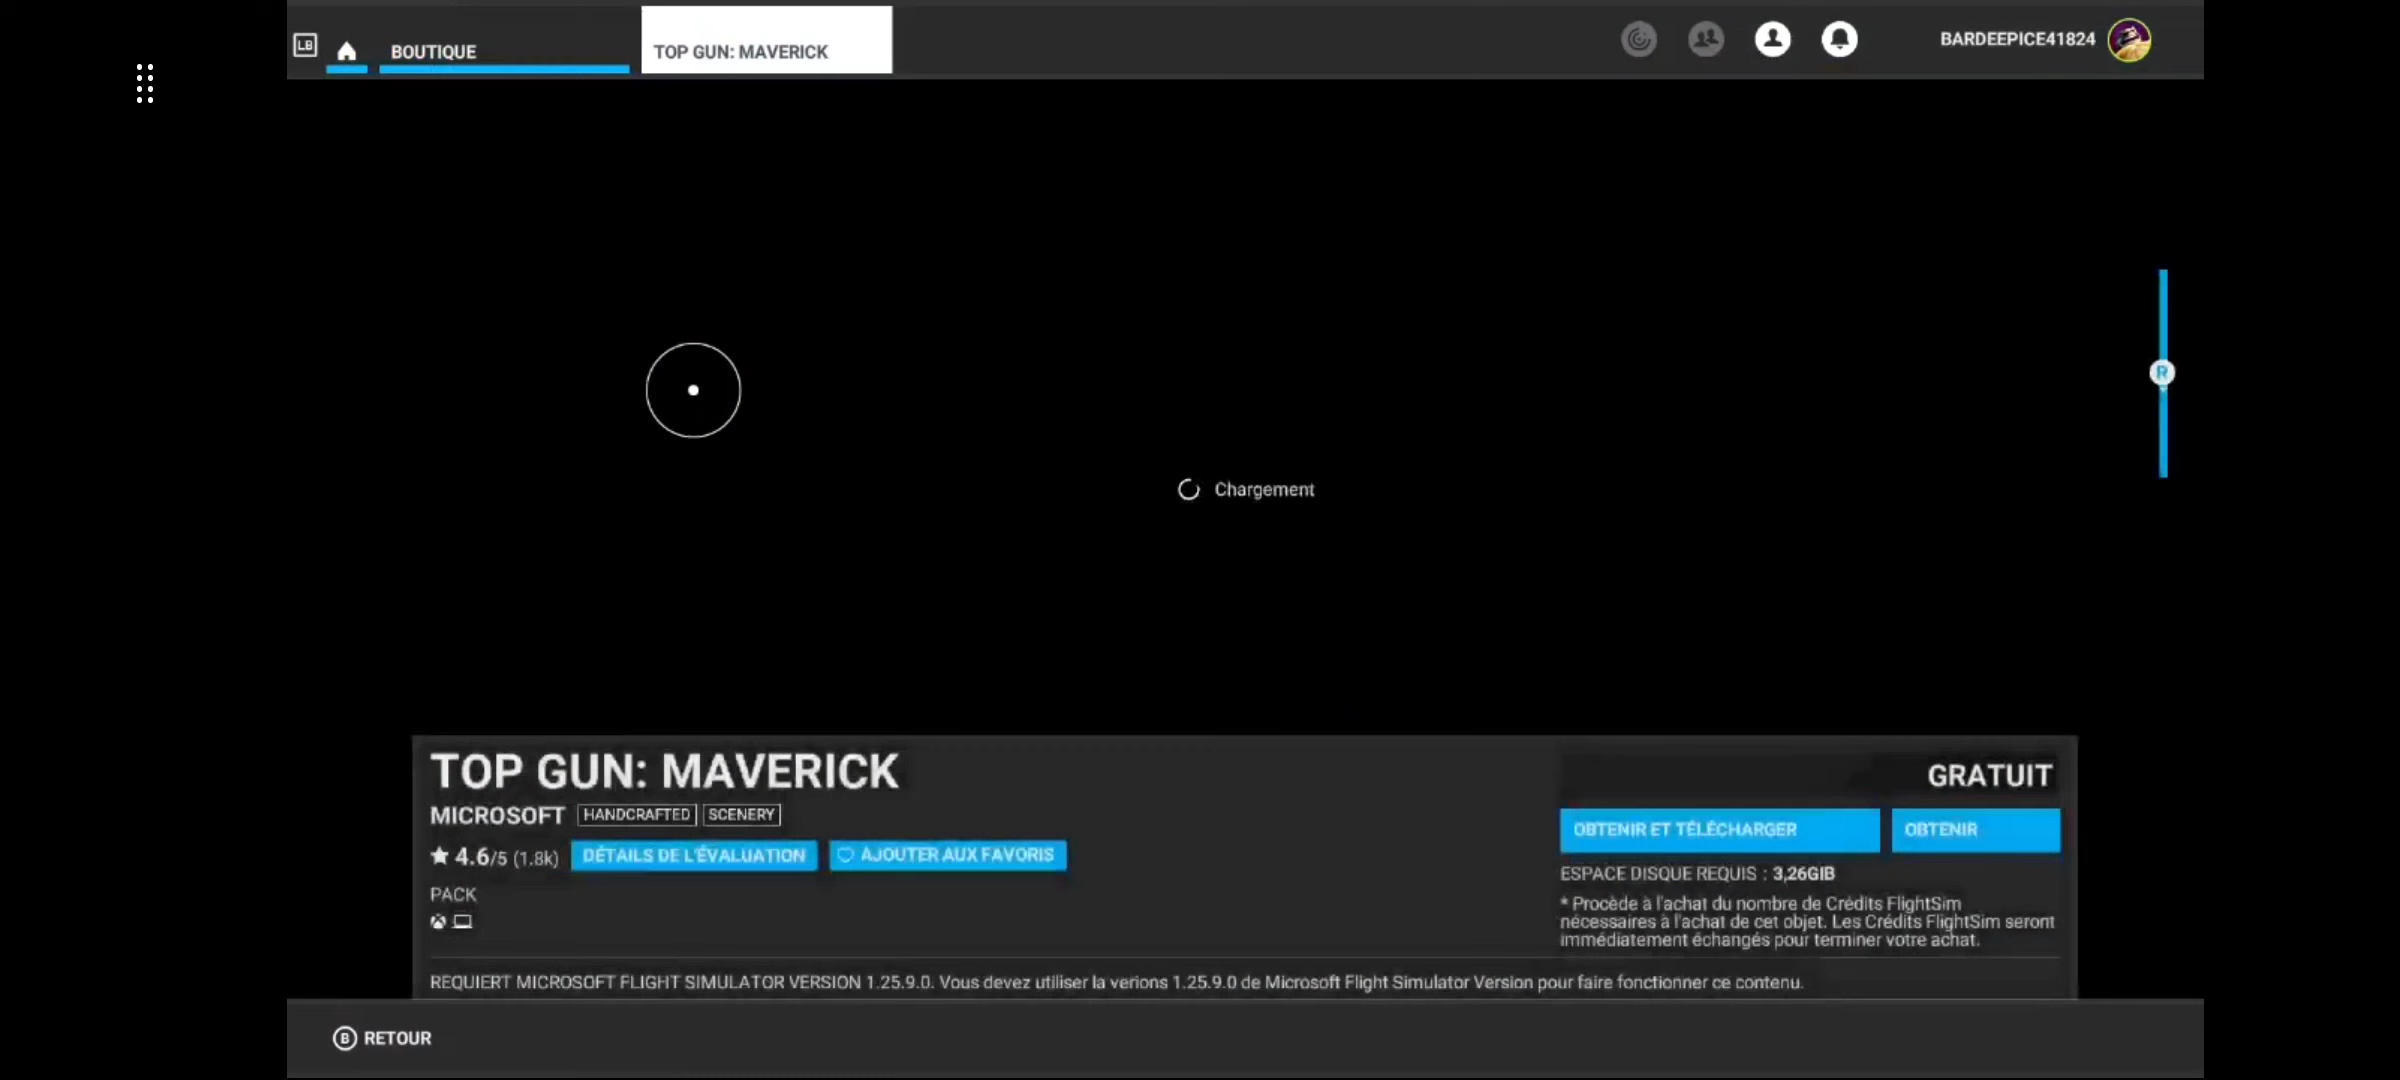 LB
BOUTIQUE
TOP GUN: MAVERICK
BARDEEPICE41824
R
Chargement
TOP GUN: MAVERICK
GRATUIT
MICROSOFT HANDCRAFTED SCENERY
OBTENIR ET TÉLÉCHARGER OBTENIR
4.6/5 (1.8k) DÉTAILS DE L'ÉVALUATION AJOUTER AUX FAVORIS
ESPACE DISQUE REQUIS : 3,26GIB
PACK
* Procède à l'achat du nombre de Crédits FlightSim
nécessaires à l'achat de cet objet. Les Crédits FlightSim seront
immédiatement échangés pour terminer votre achat.
REQUIERT MICROSOFT FLIGHT SIMULATOR VERSION 1.25.9.0. Vous devez utiliser la verions 1.25.9.0 de Microsoft Flight Simulator Version pour faire fonctionner ce contenu.
B RETOUR